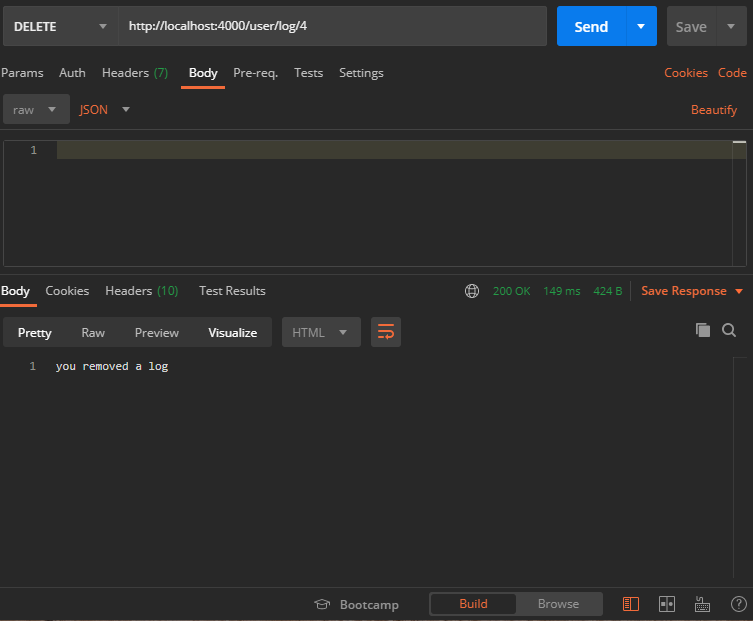 DELETE http://localhost:4000/user/log/4 Send Save
Params Auth Headers (7) Body Pre-req. Tests Settings Cookies Code
raw JSON Beautify
1
Body Cookies Headers (10) Test Results 200 OK 149 ms 424 B Save Response
Pretty Raw Preview Visualize HTML
1 you removed a log
Bootcamp Build Browse ?